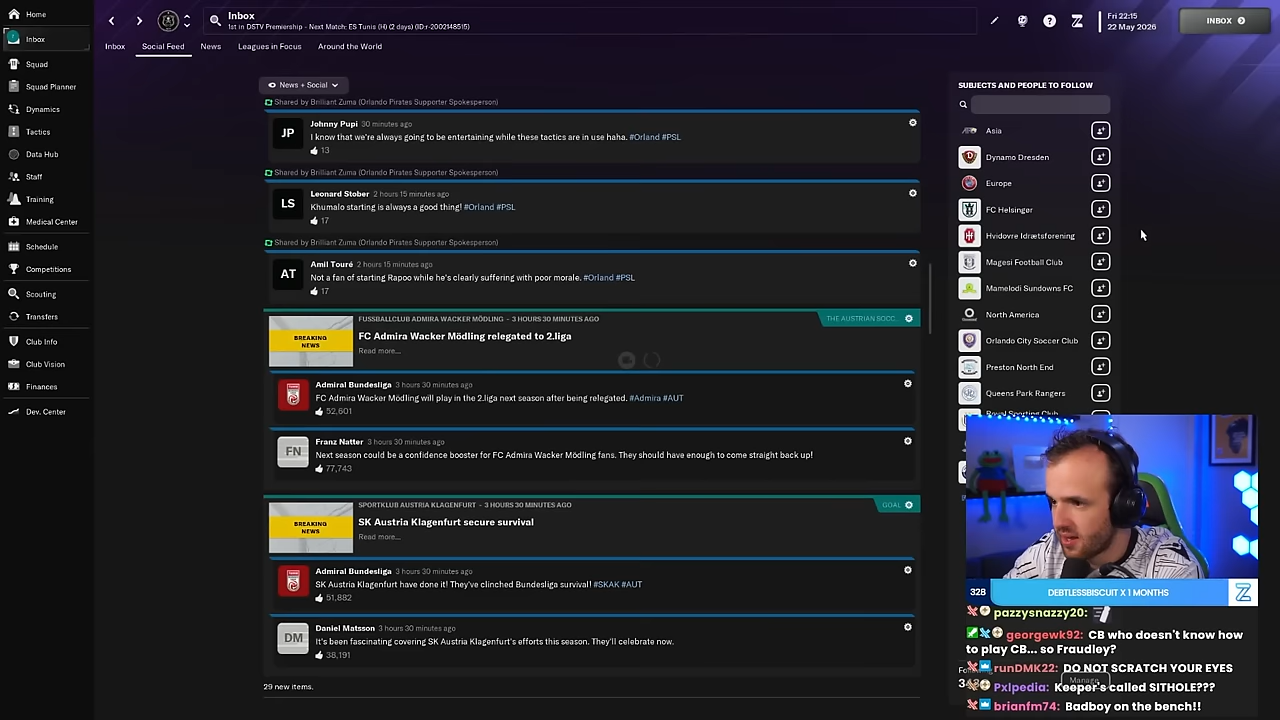 Home
Inbox
Squad
Squad Planner
Dynamics
Tactics
Data Hub
Staff
Training
Medical Center
Schedule
Competitions
Scouting
Transfers
Club Info
Club Vision
Finances
Dev. Center
Inbox
1st in DSTV Premiership - Next Match: ES Tunis (H) (2 days) (ID:r-2002148515)
Fri 22:15
22 May 2026
INBOX
Inbox
Social Feed
News
Leagues in Focus
Around the World
News + Social
Shared by Brilliant Zuma (Orlando Pirates Supporter Spokesperson)
JP
Johnny Pupi 30 minutes ago
I know that we're always going to be entertaining while these tactics are in use haha. #Orland #PSL
13
Shared by Brilliant Zuma (Orlando Pirates Supporter Spokesperson)
LS
Leonard Stober 2 hours 15 minutes ago
Khumalo starting is always a good thing! #Orland #PSL
17
Shared by Brilliant Zuma (Orlando Pirates Supporter Spokesperson)
AT
Amil Touré 2 hours 15 minutes ago
Not a fan of starting Rapoo while he's clearly suffering with poor morale. #Orland #PSL
17
BREAKING
NEWS
FUSSBALLCLUB ADMIRA WACKER MÖDLING - 3 HOURS 30 MINUTES AGO
THE AUSTRIAN SOCC...
FC Admira Wacker Mödling relegated to 2.liga
Read more...
Admiral Bundesliga 3 hours 30 minutes ago
FC Admira Wacker Mödling will play in the 2.liga next season after being relegated. #Admira #AUT
52,601
FN
Franz Natter 3 hours 30 minutes ago
Next season could be a confidence booster for FC Admira Wacker Mödling fans. They should have enough to come straight back up!
77,743
BREAKING
NEWS
SPORTKLUB AUSTRIA KLAGENFURT - 3 HOURS 30 MINUTES AGO
GOAL
SK Austria Klagenfurt secure survival
Read more...
Admiral Bundesliga 3 hours 30 minutes ago
SK Austria Klagenfurt have done it! They've clinched Bundesliga survival! #SKAK #AUT
51,882
DM
Daniel Matsson 3 hours 30 minutes ago
It's been fascinating covering SK Austria Klagenfurt's efforts this season. They'll celebrate now.
38,191
29 new items.
SUBJECTS AND PEOPLE TO FOLLOW
Asia
Dynamo Dresden
Europe
FC Helsingør
Hvidovre Idrætsforening
Magesi Football Club
Mamelodi Sundowns FC
North America
Orlando City Soccer Club
Preston North End
Queens Park Rangers
Royal Sporting Club
328
DEBTLESSBISCUIT X 1 MONTHS
pazzysnazzy20:
georgewk92: CB who doesn't know how
to play CB... so Fraudley?
runDMK22: DO NOT SCRATCH YOUR EYES
Manage
Pxlpedia: Keeper's called SITHOLE???
brianfm74: Badboy on the bench!!